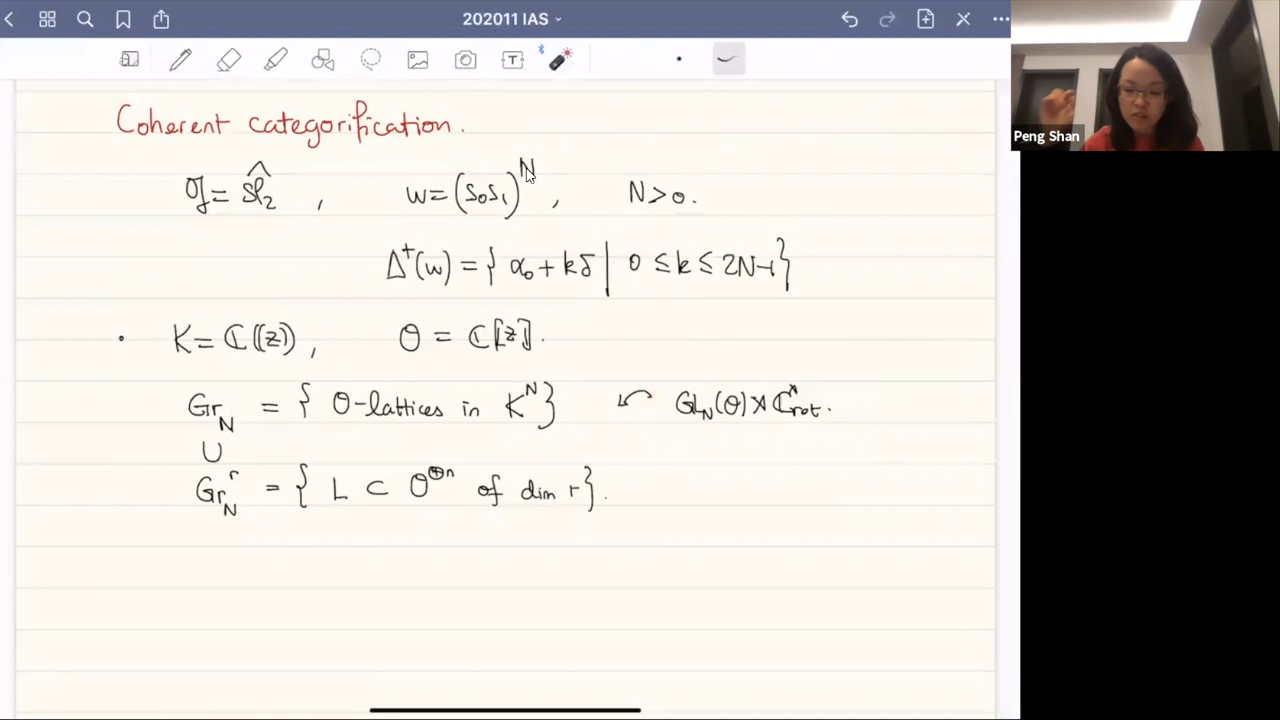 202011 IAS
Peng Shan
Coherent categorification.
𝔤 = ŝl₂ , w = (s₀s₁)ᴺ , N > 0.
Δ⁺(w) = { α₀ + kδ | 0 ≤ k ≤ 2N-1 }
• K = ℂ((z)) , O = ℂ[[z]].
Gr_N = { O-lattices in Kᴺ } ↶ GL_N(O) ⋊ ℂ^×_rot.
∪
Gr_N^r = { L ⊂ O^{⊕n} of dim r }.